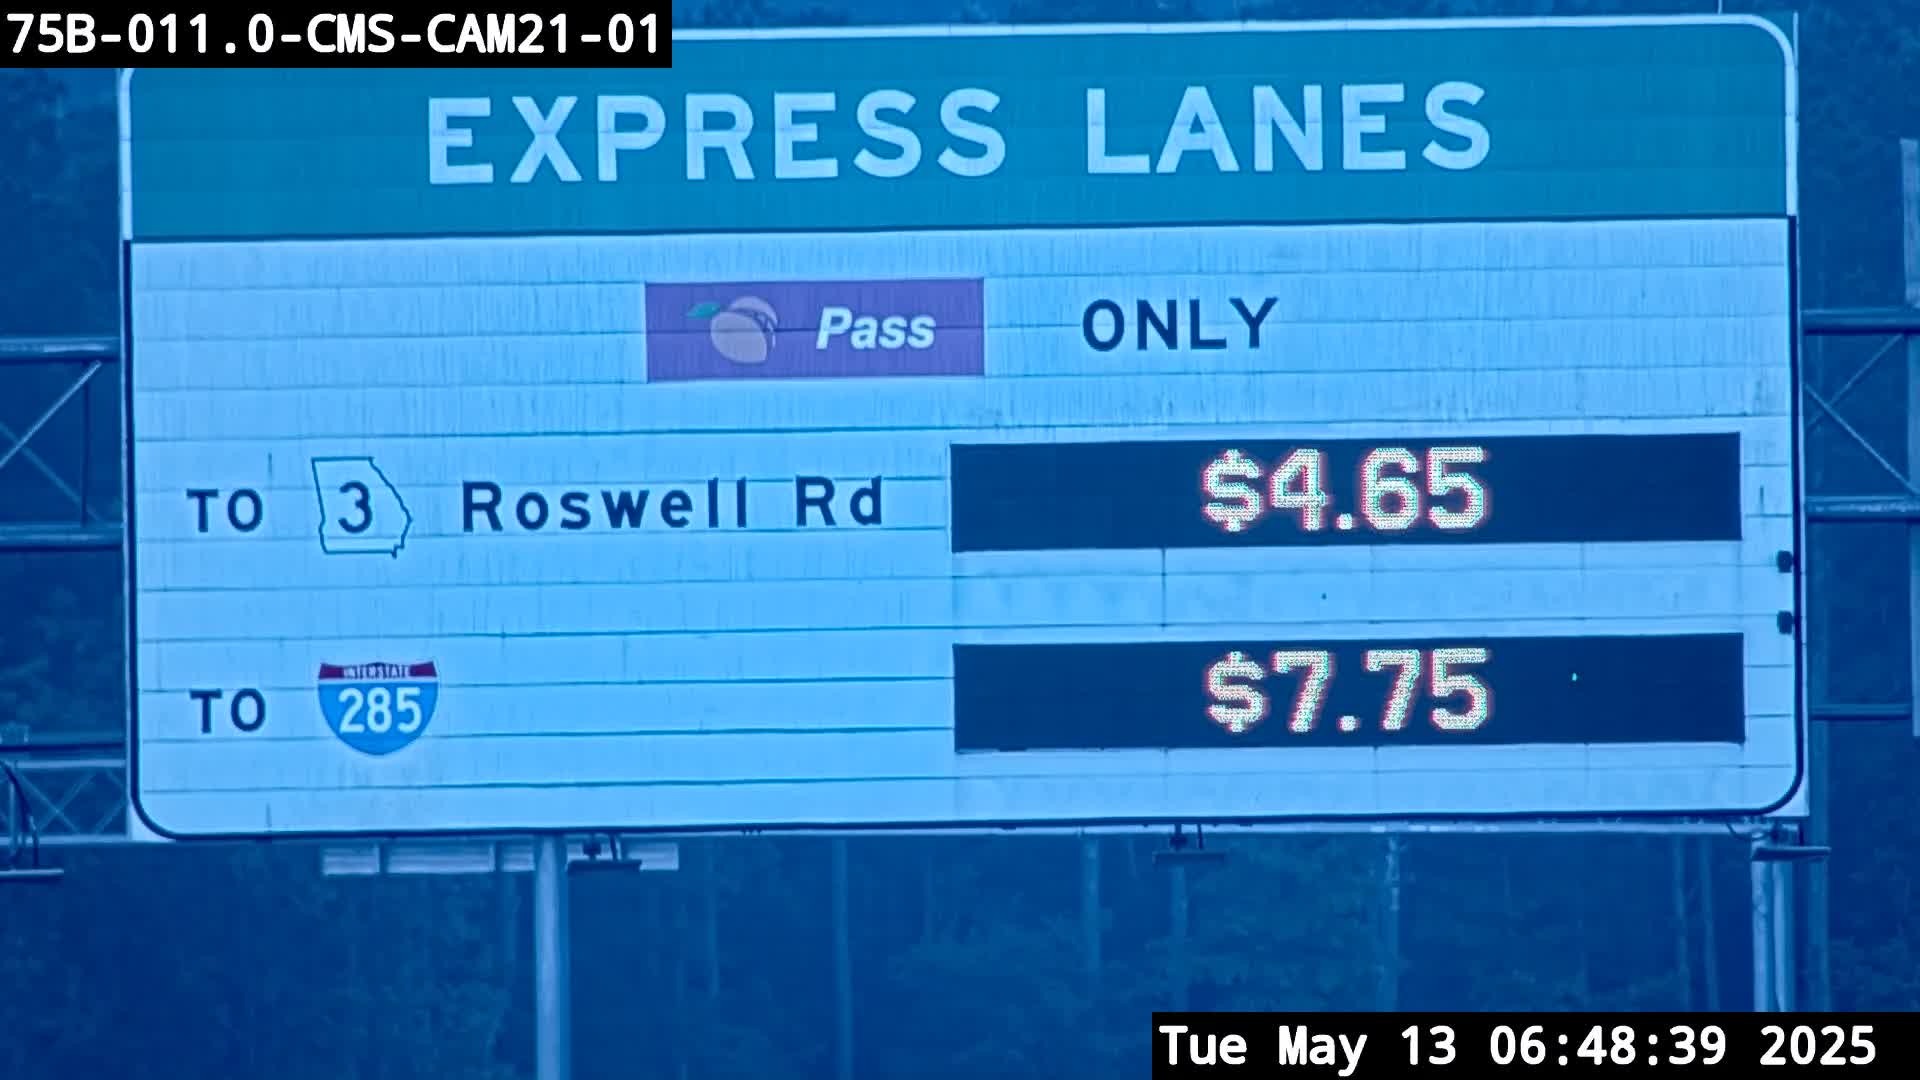 75B-011.0-CMS-CAM21-01
EXPRESS LANES
Pass ONLY
TO 3 Roswell Rd $4.65
TO INTERSTATE 285 $7.75
Tue May 13 06:48:39 2025